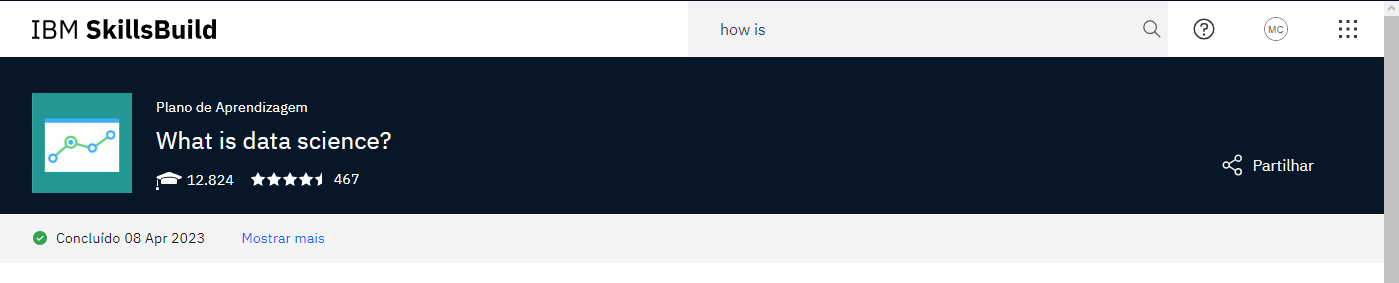 IBM SkillsBuild
how is
MC
Plano de Aprendizagem
What is data science?
12.824 467
Partilhar
Concluído 08 Apr 2023 Mostrar mais